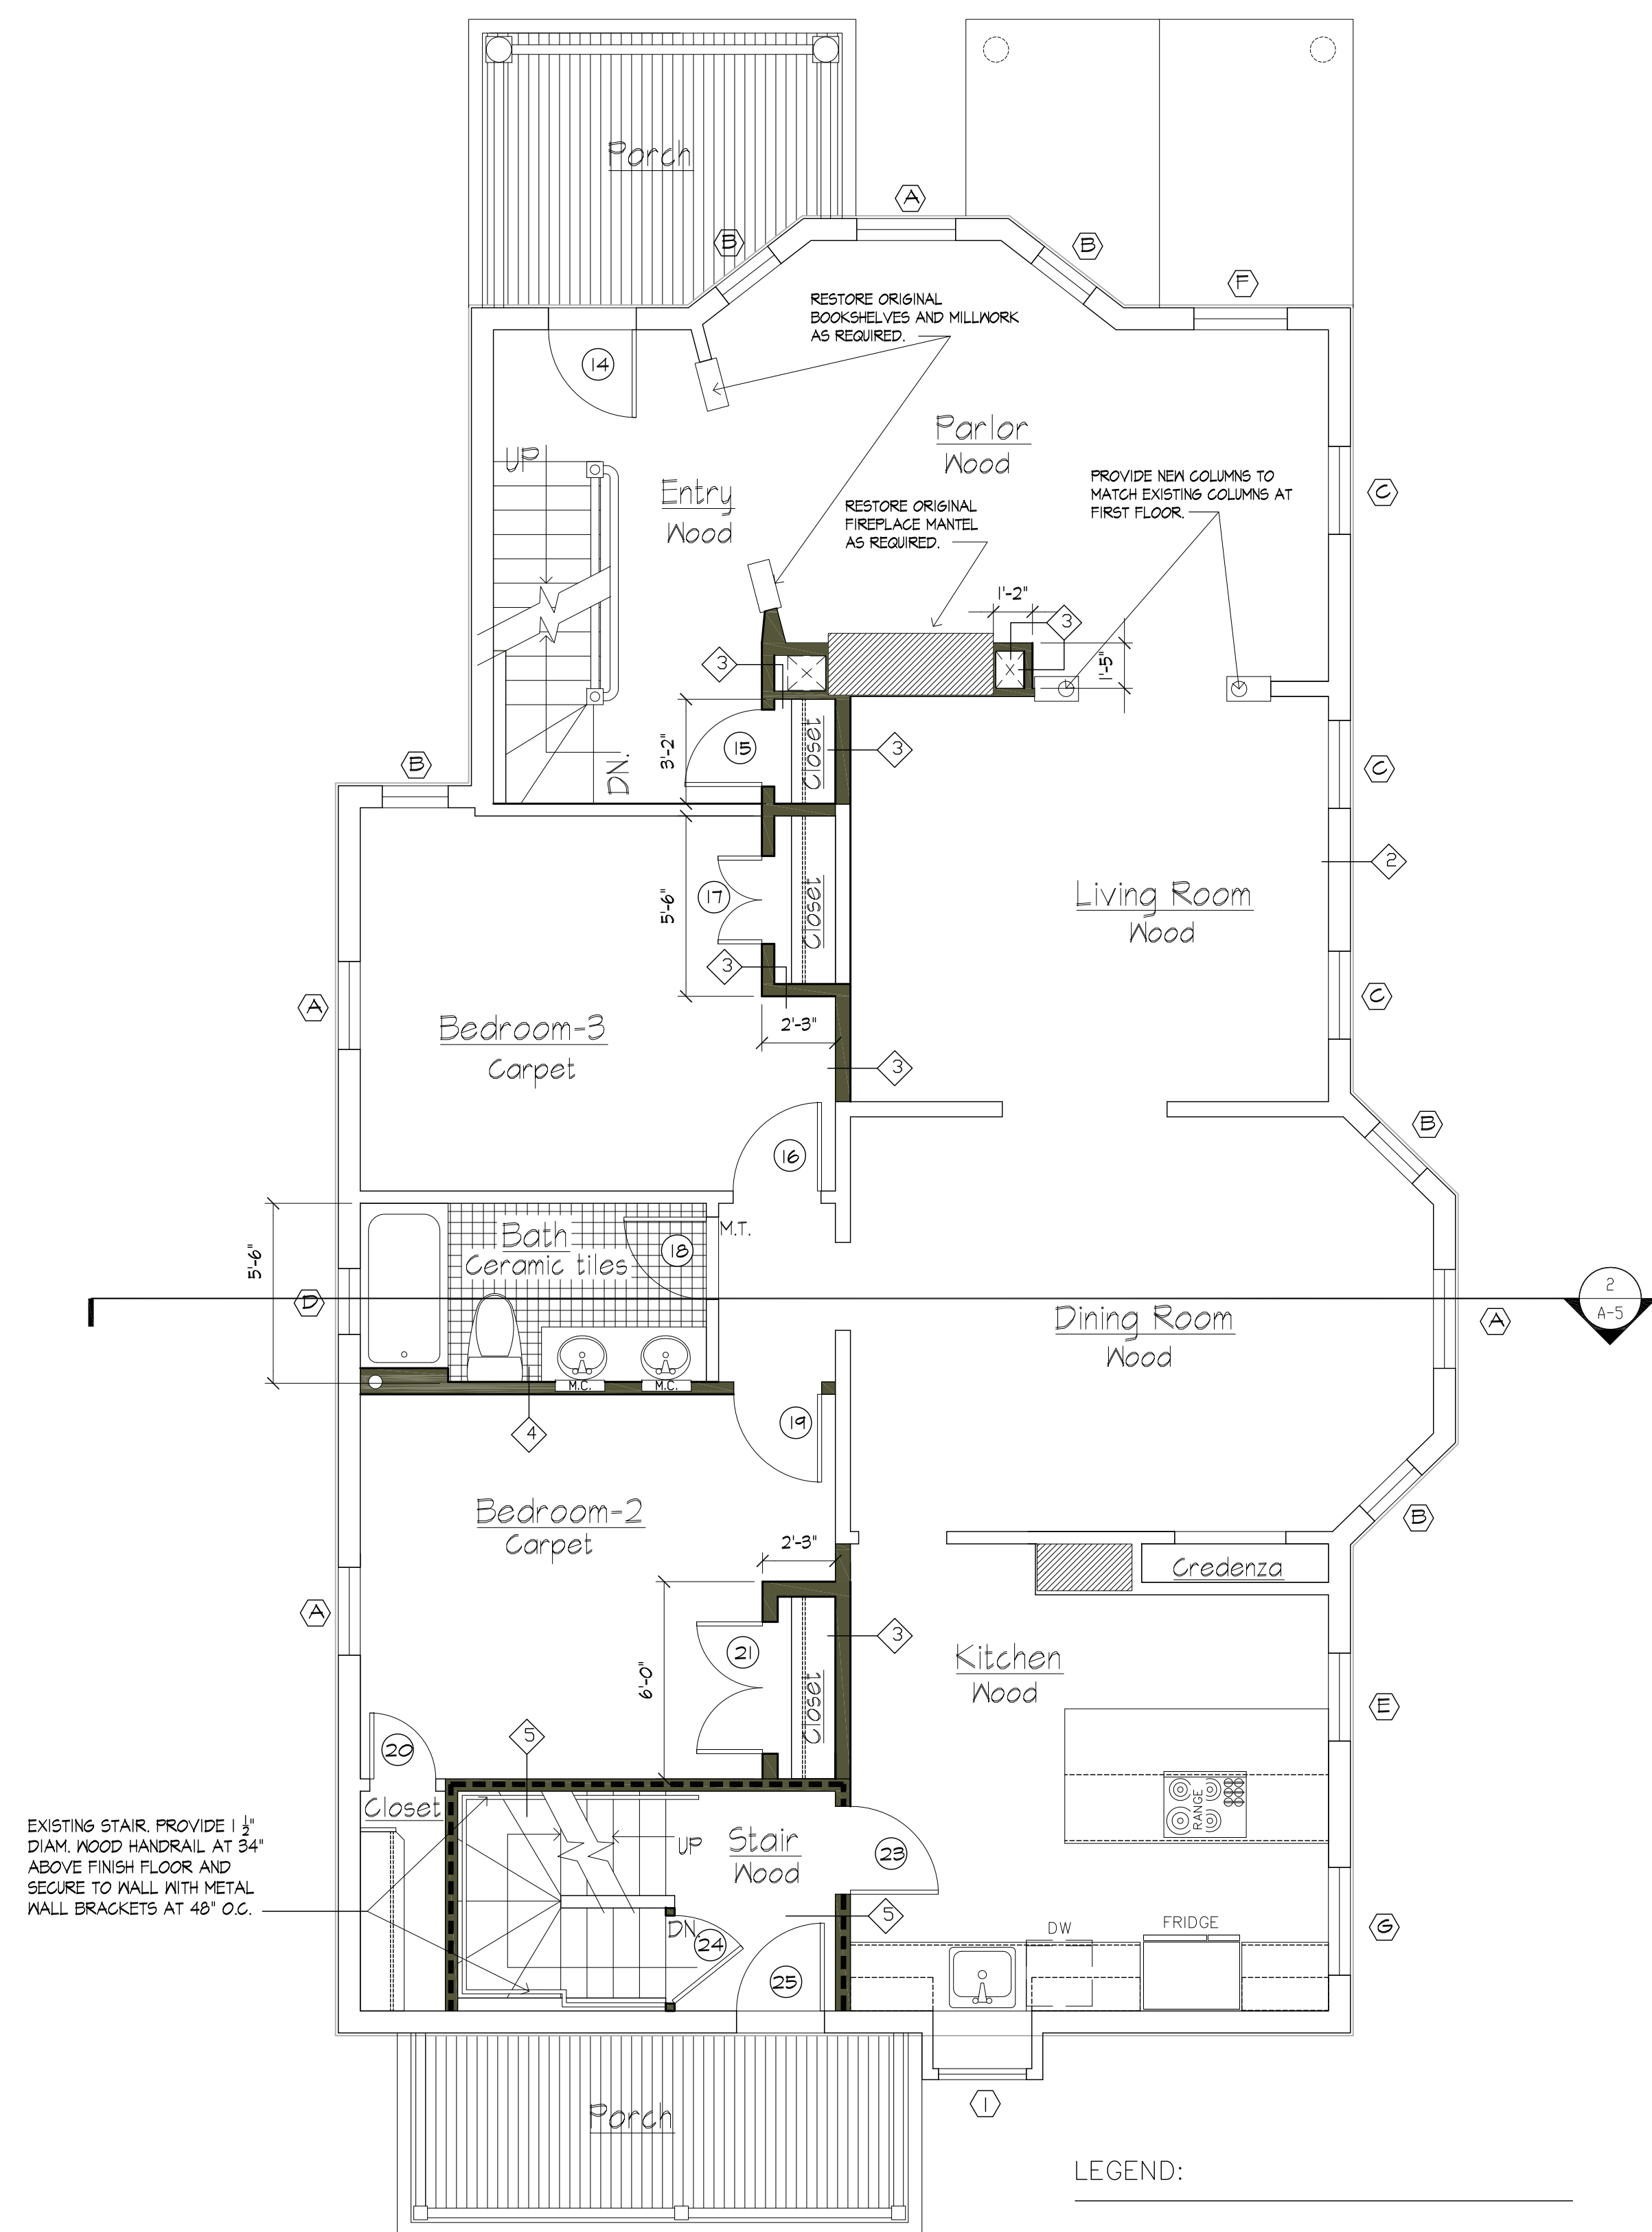 Porch
A
B
B
F
RESTORE ORIGINAL
BOOKSHELVES AND MILLWORK
AS REQUIRED.
14
Parlor
Wood
UP
Entry
Wood
PROVIDE NEW COLUMNS TO
MATCH EXISTING COLUMNS AT
FIRST FLOOR.
C
RESTORE ORIGINAL
FIREPLACE MANTEL
AS REQUIRED.
1'-2"
3
3
1'-5"
3'-2"
15
Closet
3
DN.
B
C
2
5'-6"
17
Closet
Living Room
Wood
3
A
C
2'-3"
Bedroom-3
Carpet
3
B
16
M.T.
Bath
Ceramic tiles
18
5'-6"
D
2
A-5
Dining Room
Wood
A
M.C.
M.C.
19
4
Bedroom-2
Carpet
B
2'-3"
Credenza
A
21
3
6'-0"
Closet
Kitchen
Wood
E
5
20
Closet
RANGE
EXISTING STAIR. PROVIDE 1 1/2"
DIAM. WOOD HANDRAIL AT 34"
ABOVE FINISH FLOOR AND
SECURE TO WALL WITH METAL
WALL BRACKETS AT 48" O.C.
UP
Stair
Wood
23
5
DN.
24
25
DW
FRIDGE
G
I
Porch
LEGEND: